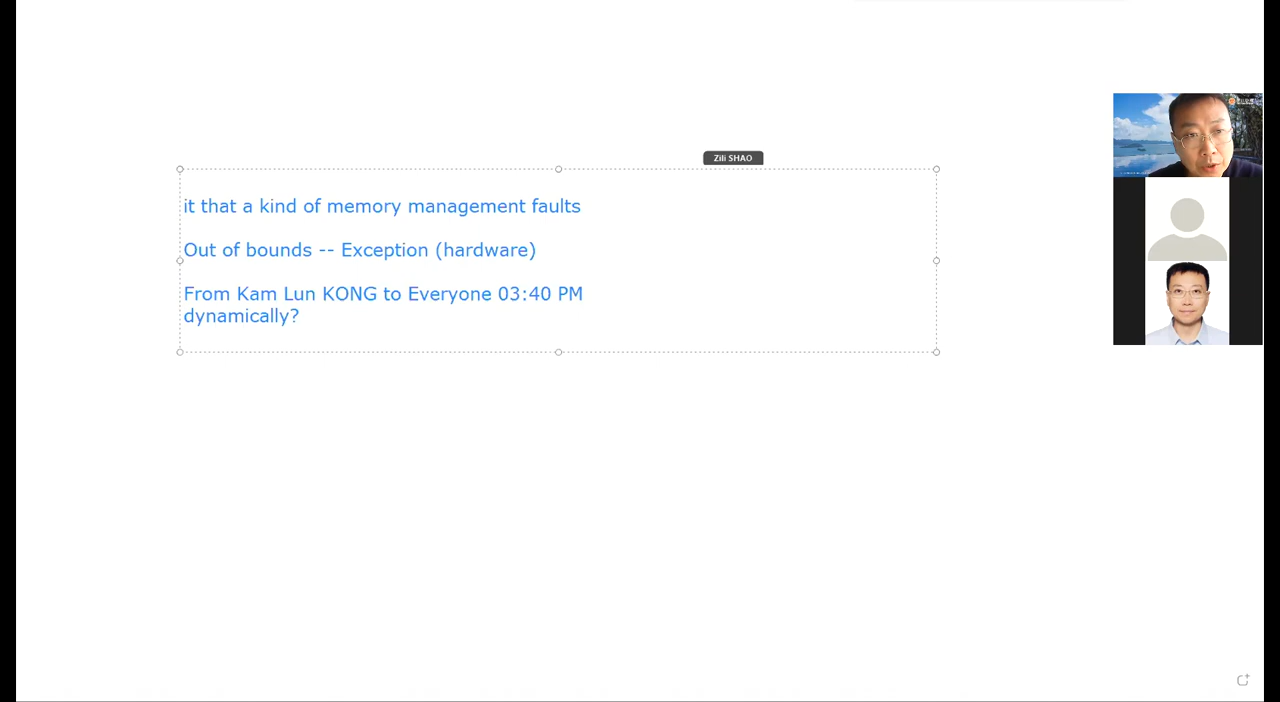 Zili SHAO
it that a kind of memory management faults
Out of bounds -- Exception (hardware)
From Kam Lun KONG to Everyone 03:40 PM
dynamically?